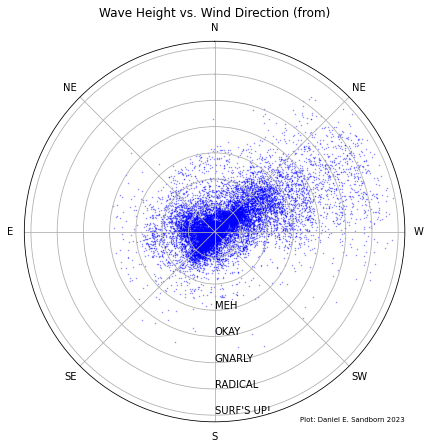 Wave Height vs. Wind Direction (from)
N
NE
NE
E
W
MEH
OKAY
GNARLY
RADICAL
SE
SW
SURF'S UP!
Plot: Daniel E. Sandborn 2023
S